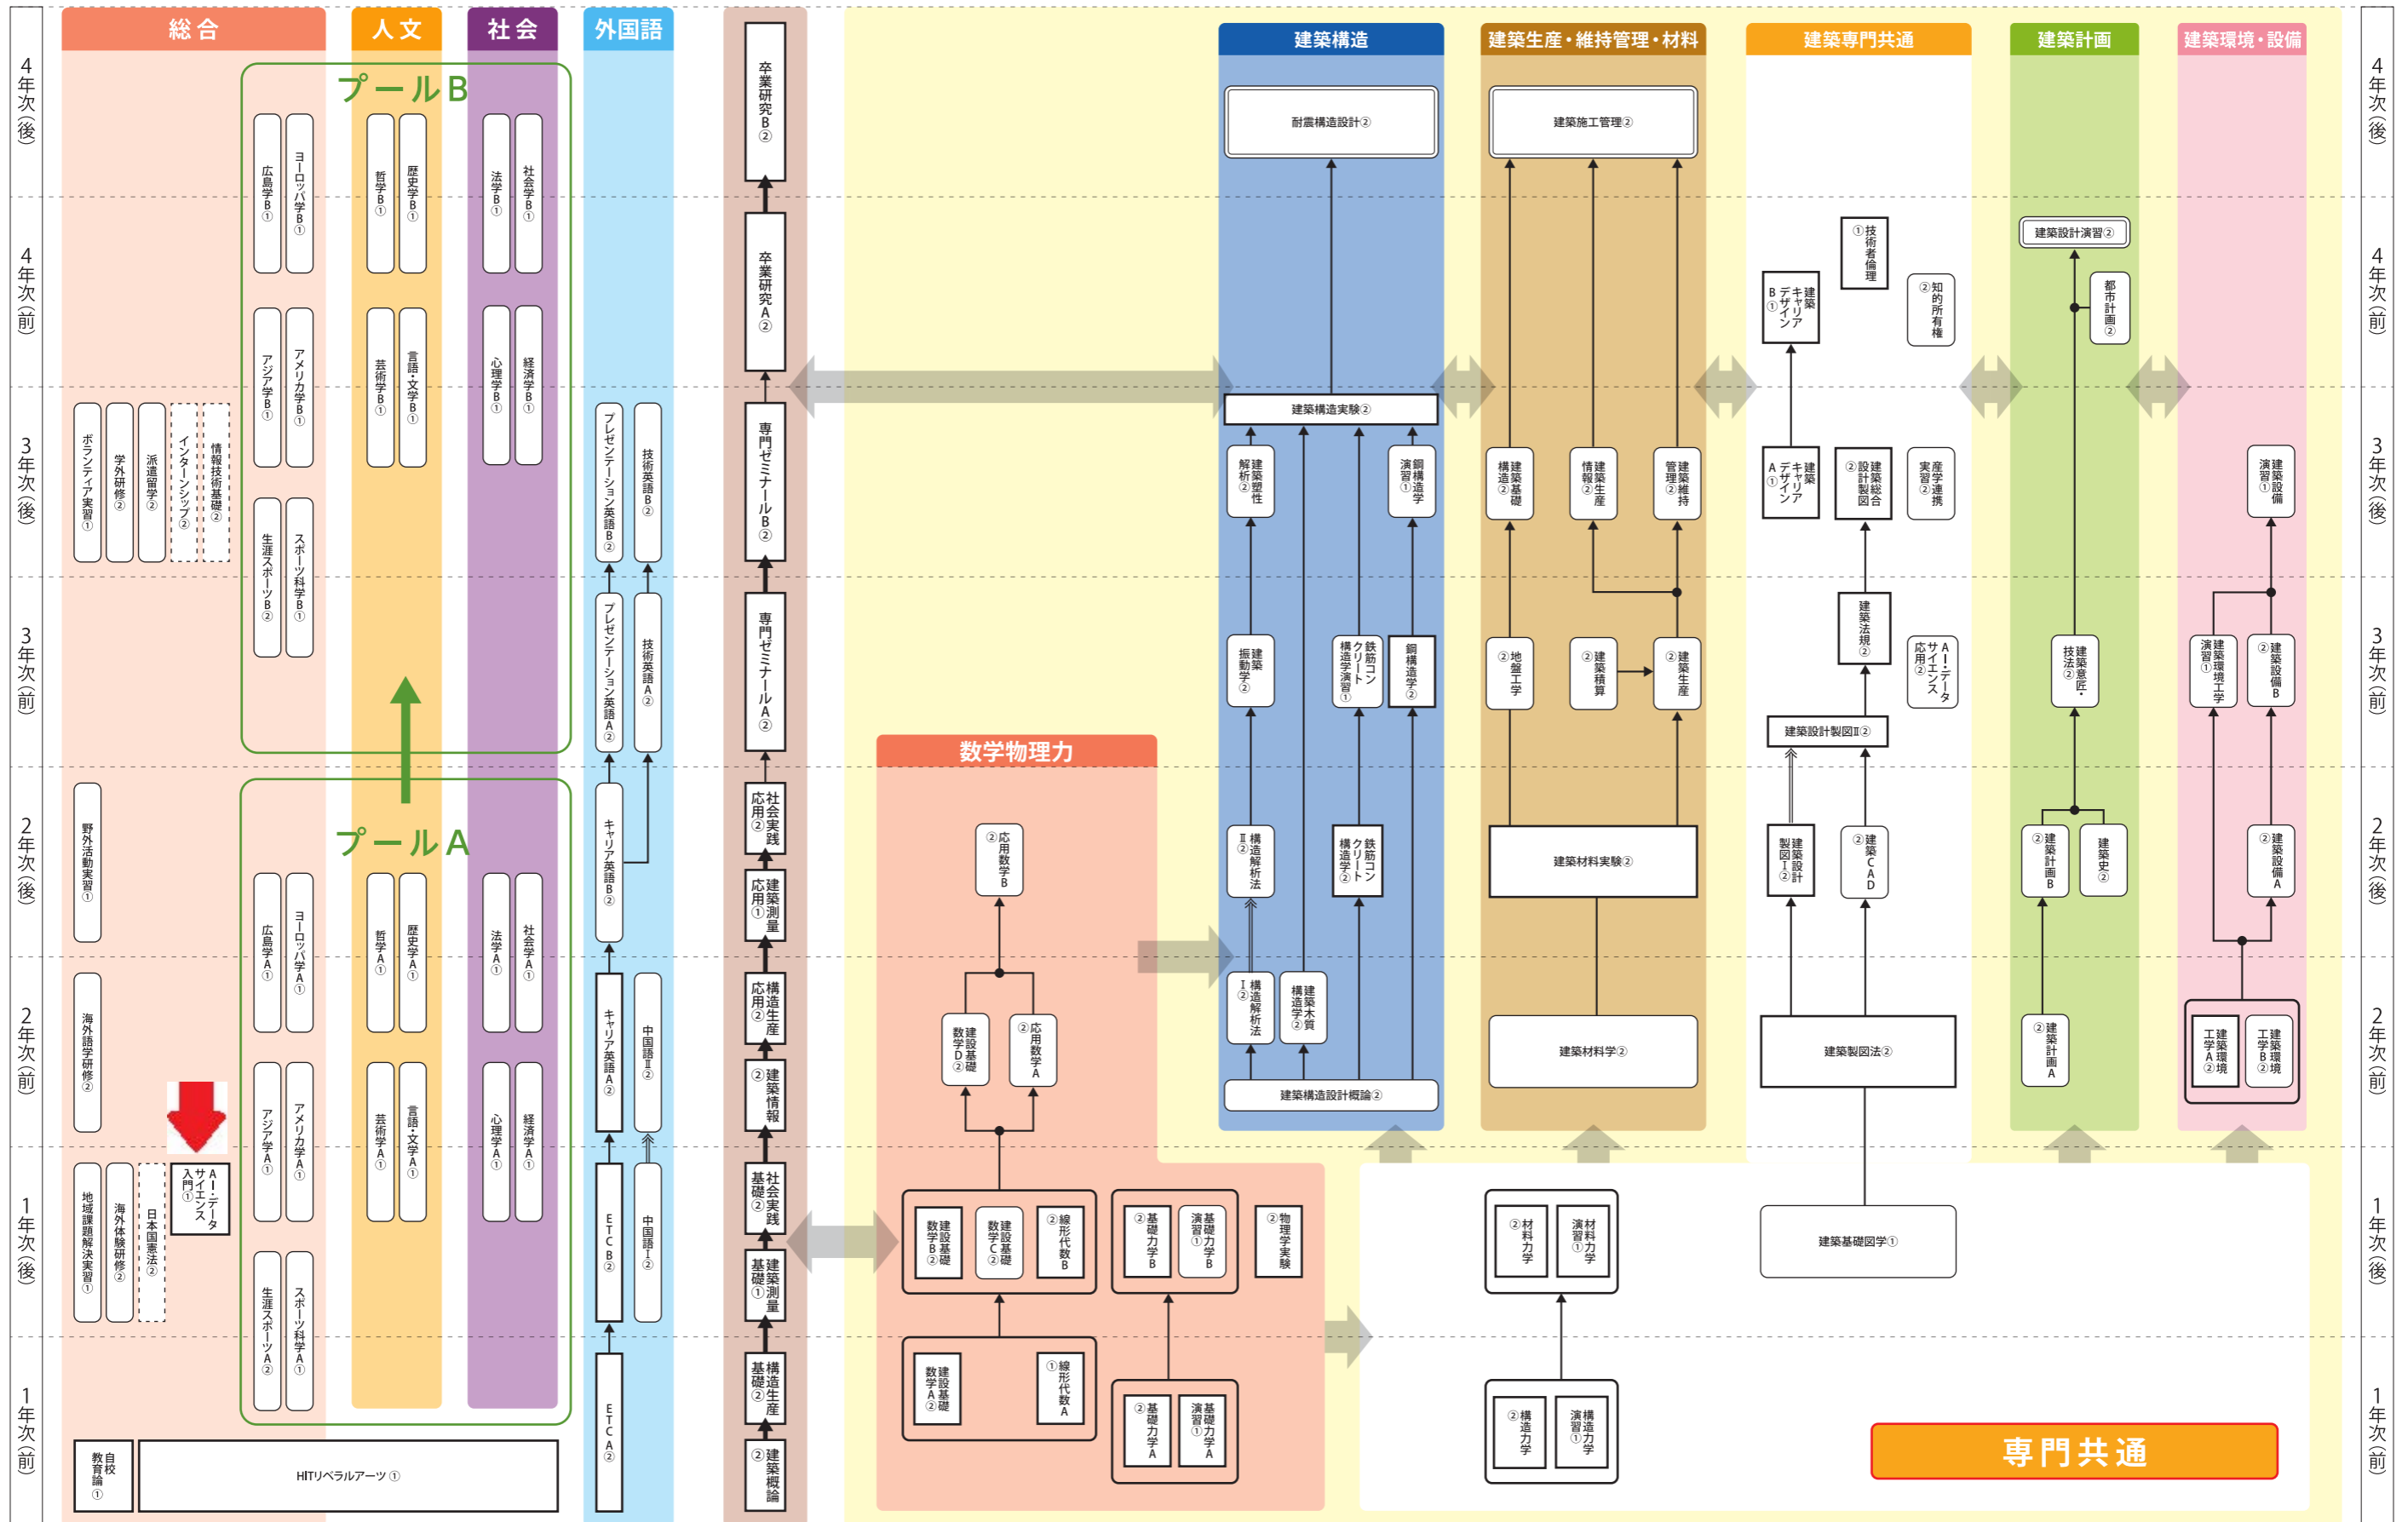 総合
人文
社会
外国語
建築構造
建築生産・維持管理・材料
建築専門共通
建築計画
建築環境・設備
4年次(後)
プールB
広島学B①
ヨーロッパ学B①
哲学B①
歴史学B①
法学B①
社会学B①
卒業研究B②
耐震構造設計②
建築施工管理②
4年次(後)
4年次(前)
アジア学B①
アメリカ学B①
芸術学B①
言語・文学B①
心理学B①
経済学B①
卒業研究A②
建築キャリアデザインB①
技術者倫理①
知的所有権②
建築設計演習②
都市計画②
4年次(前)
3年次(後)
ボランティア実習①
学外研修②
派遣留学②
インターンシップ②
情報技術基礎②
生涯スポーツB②
スポーツ科学B①
プレゼンテーション英語B②
技術英語B②
専門ゼミナールB②
建築構造実験②
建築塑性解析②
鋼構造学演習①
建築基礎構造②
建築生産情報②
建築維持管理②
建築キャリアデザインA①
建築総合設計製図②
産学連携実習②
建築設備演習①
3年次(後)
3年次(前)
プレゼンテーション英語A②
技術英語A②
専門ゼミナールA②
建築振動学②
鉄筋コンクリート構造学演習①
鋼構造学②
地盤工学②
建築積算②
建築生産②
建築法規②
AI・データサイエンス応用②
建築設計製図Ⅱ②
建築意匠・技法②
建築環境工学演習①
建築設備B②
3年次(前)
数学物理力
2年次(後)
野外活動実習①
プールA
広島学A①
ヨーロッパ学A①
哲学A①
歴史学A①
法学A①
社会学A①
キャリア英語B②
社会実践応用②
建築測量応用①
応用数学B②
構造解析法Ⅱ②
鉄筋コンクリート構造学②
建築材料実験②
建築設計製図Ⅰ②
建築CAD②
建築計画B②
建築史②
建築設備A②
2年次(後)
2年次(前)
海外語学研修②
アジア学A①
アメリカ学A①
芸術学A①
言語・文学A①
心理学A①
経済学A①
キャリア英語A②
中国語Ⅱ②
構造生産応用②
建築情報②
建設基礎数学D②
応用数学A②
構造解析法Ⅰ②
建築木質構造学②
建築構造設計概論②
建築材料学②
建築製図法②
建築計画A②
建築環境工学A②
建築環境工学B②
2年次(前)
1年次(後)
地域課題解決実習①
海外体験研修②
日本国憲法②
AI・データサイエンス入門①
生涯スポーツA②
スポーツ科学A①
ETCB②
中国語Ⅰ②
社会実践基礎②
建築測量基礎①
建設基礎数学B②
建設基礎数学C②
線形代数B②
基礎力学B②
基礎力学B演習①
物理学実験②
材料力学②
材料力学演習①
建築基礎図学①
1年次(後)
1年次(前)
自校教育論①
HITリベラルアーツ①
ETCA②
構造生産基礎②
建築概論②
建設基礎数学A②
線形代数A①
基礎力学A②
基礎力学A演習①
構造力学②
構造力学演習①
専門共通
1年次(前)